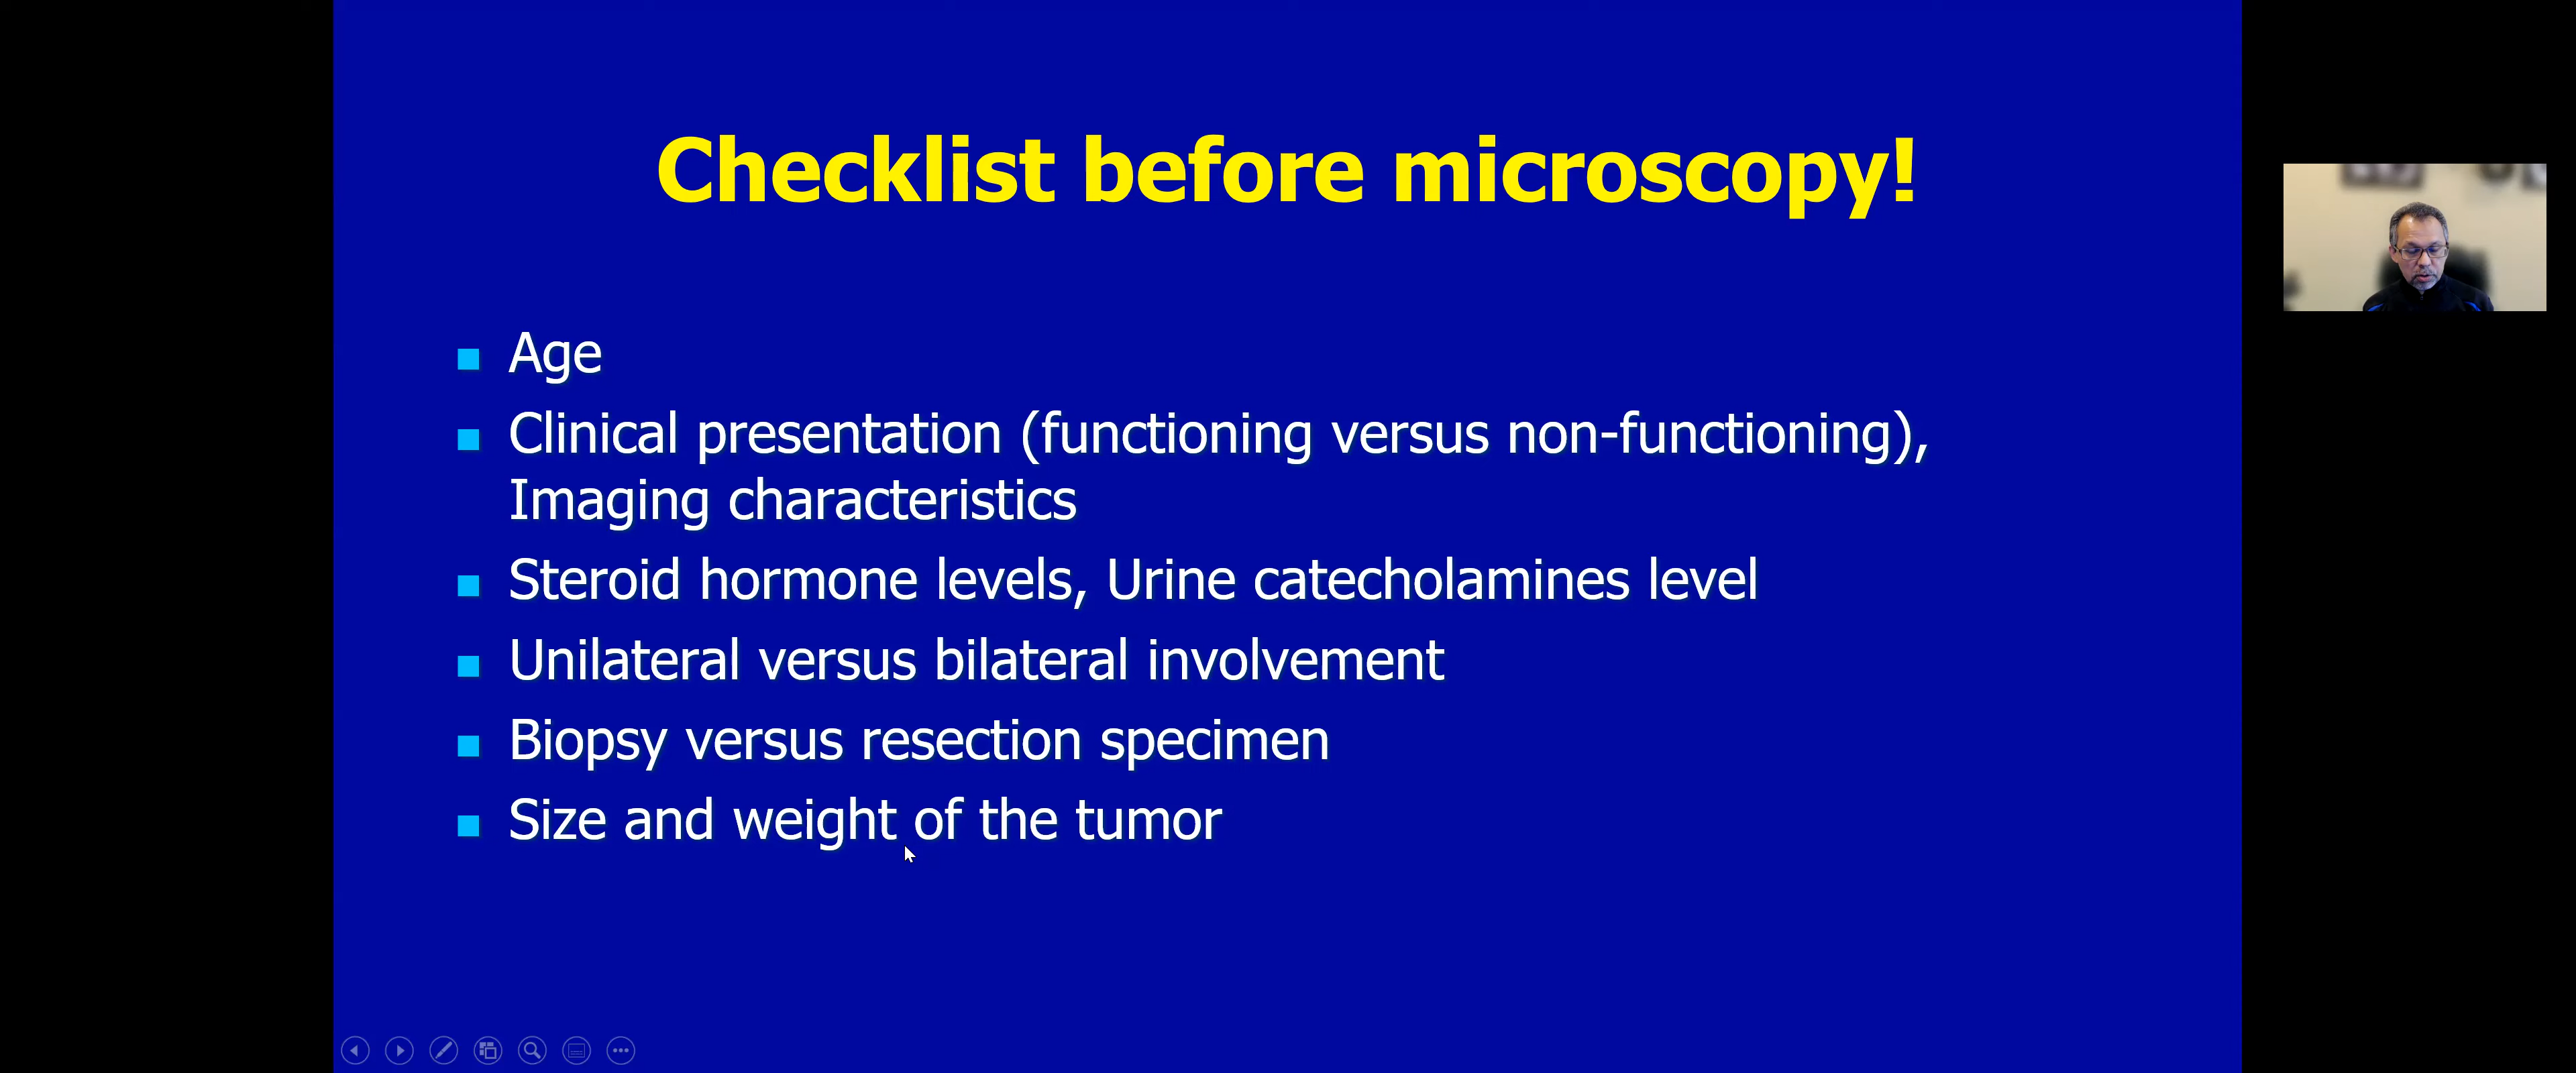 Checklist before microscopy!
Age
Clinical presentation (functioning versus non-functioning),
Imaging characteristics
Steroid hormone levels, Urine catecholamines level
Unilateral versus bilateral involvement
Biopsy versus resection specimen
Size and weight of the tumor